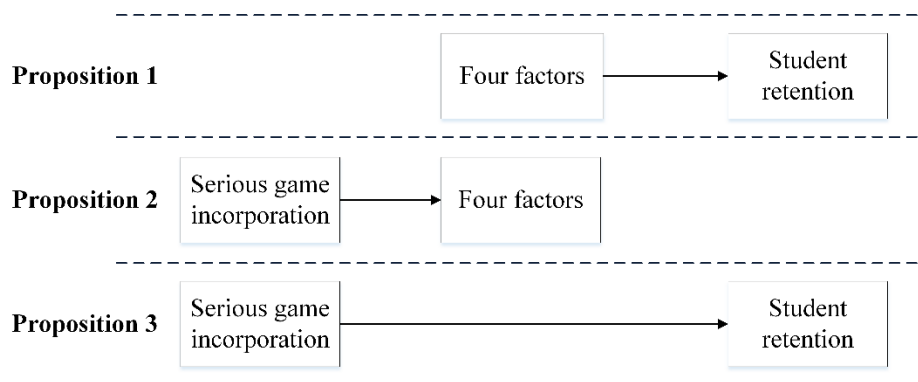 Proposition 1
Four factors
Student
retention
Proposition 2
Serious game
incorporation
Four factors
Proposition 3
Serious game
incorporation
Student
retention